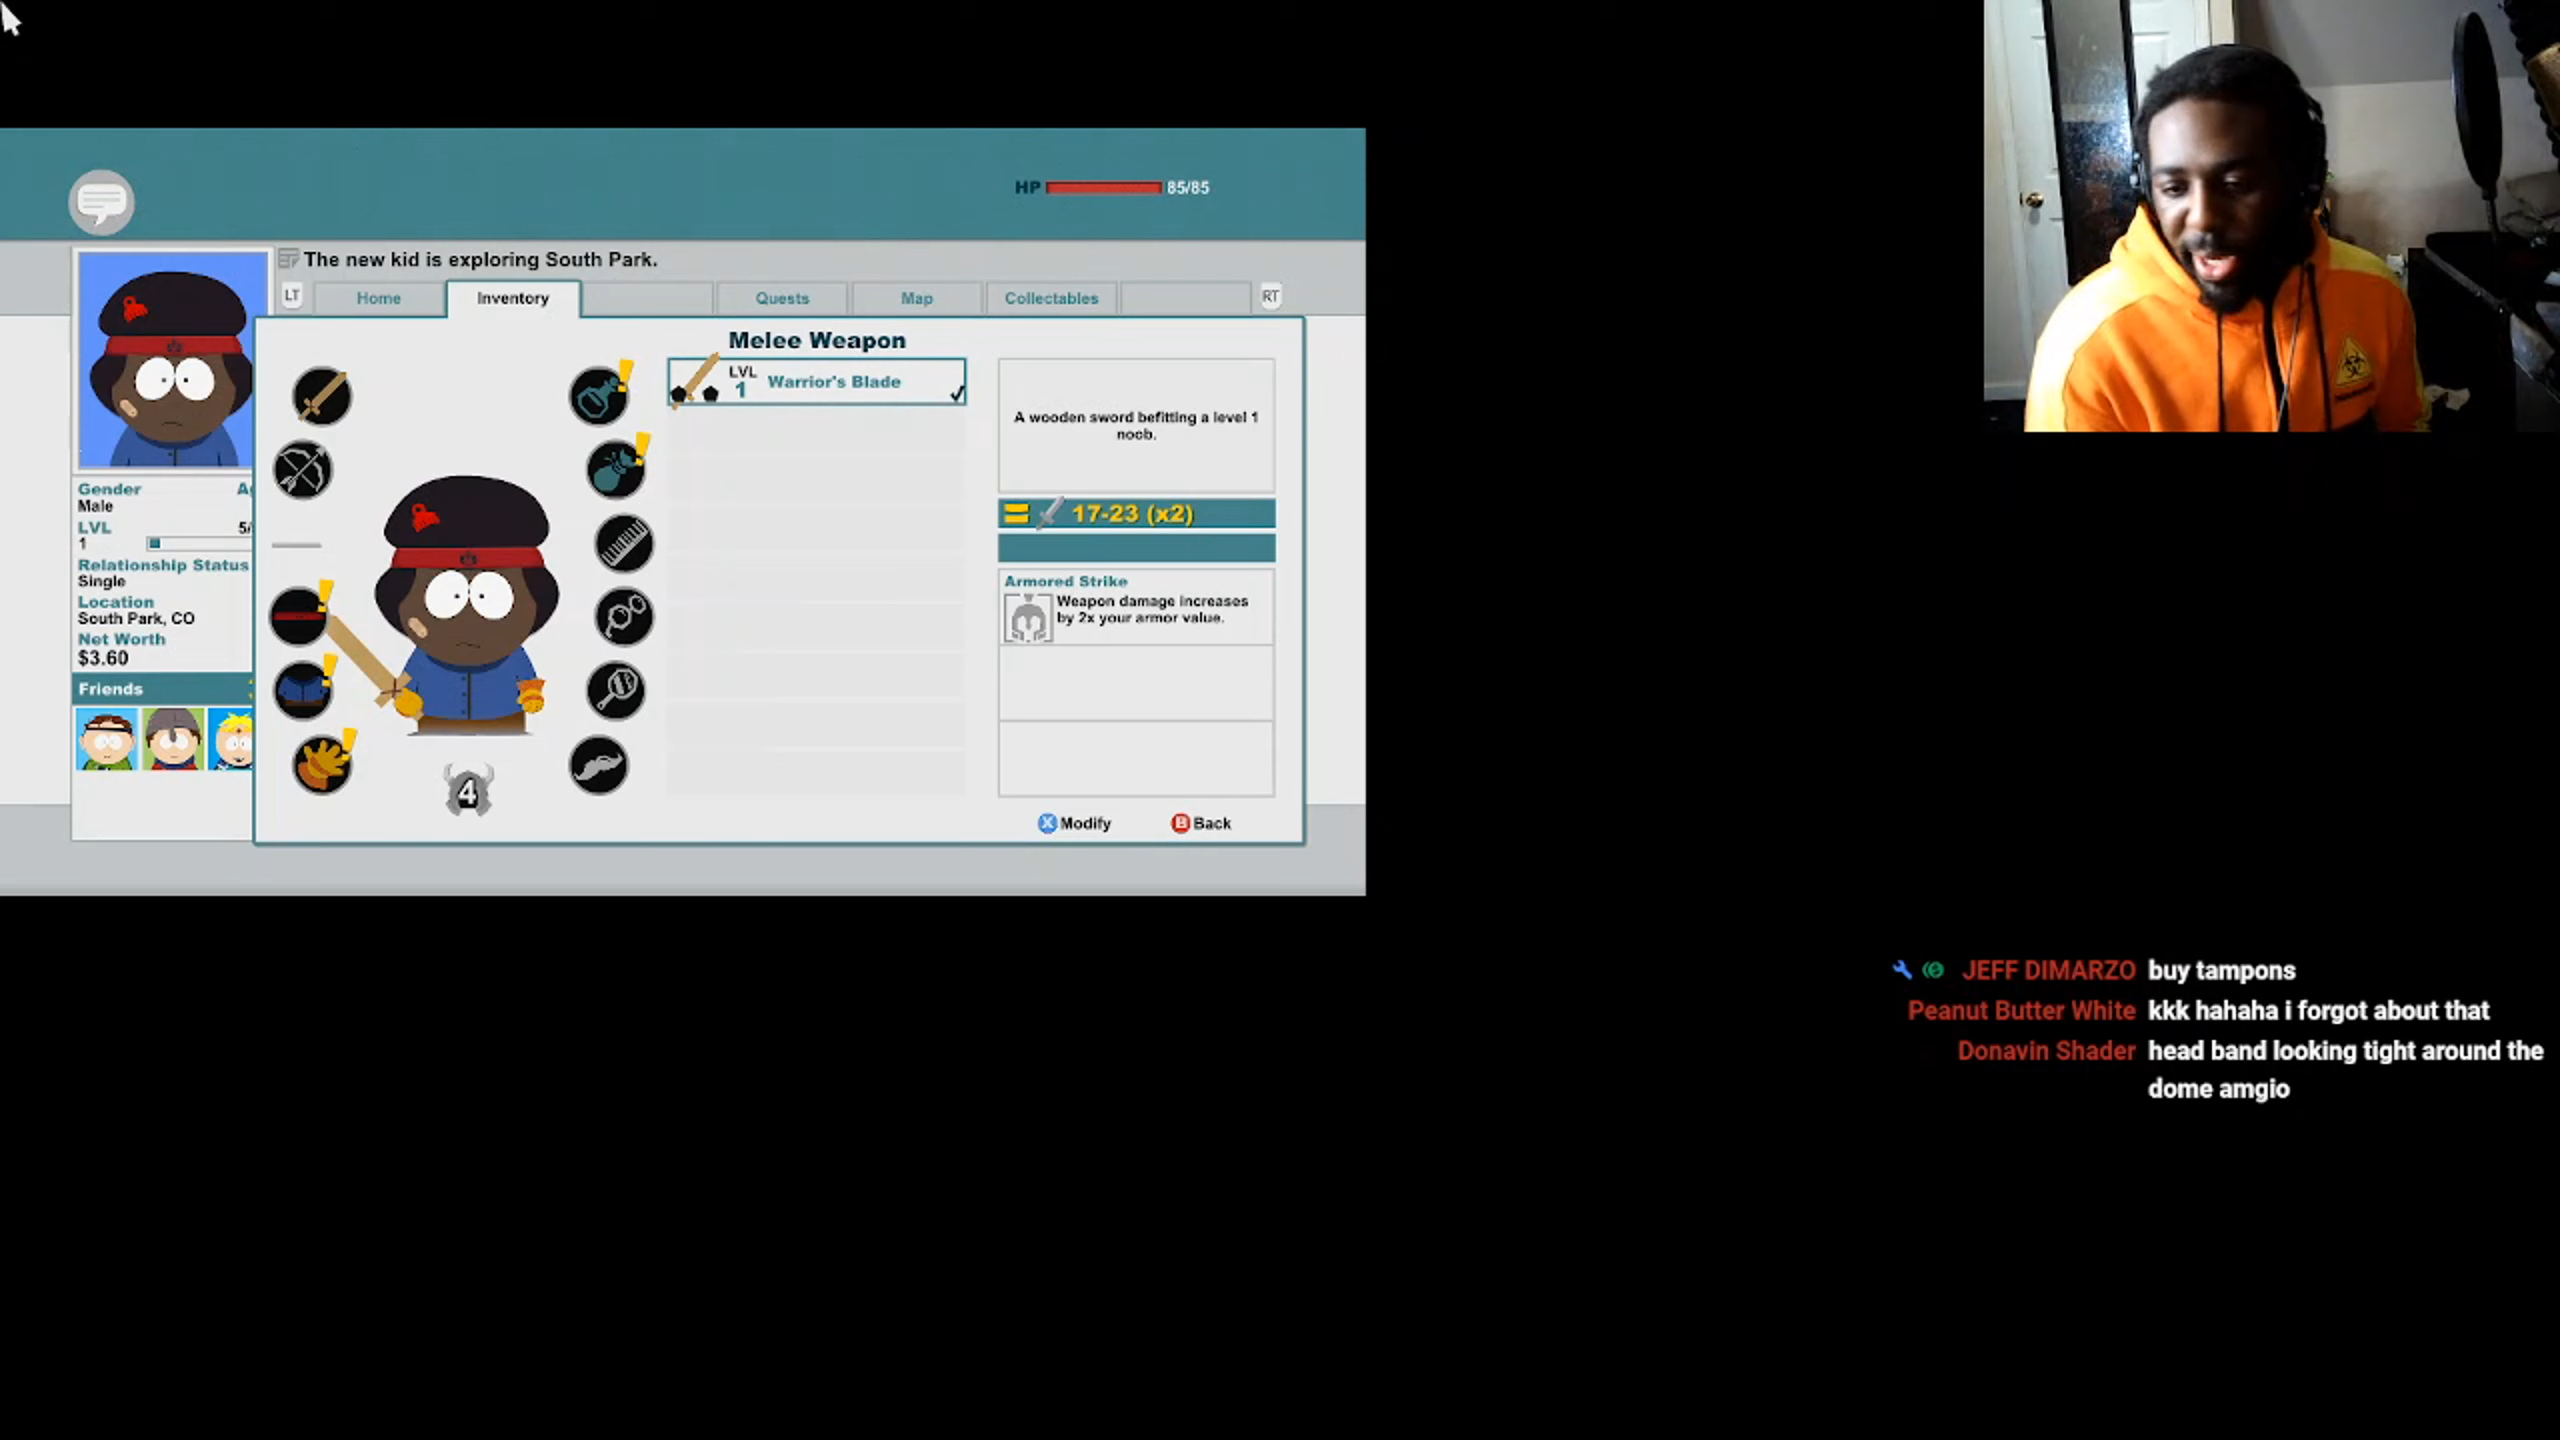 HP 85/85
The new kid is exploring South Park.
LT Home Inventory Quests Map Collectables RT
Melee Weapon
LVL
1 Warrior's Blade
A wooden sword befitting a level 1
noob.
17-23 (x2)
Armored Strike
Weapon damage increases
by 2x your armor value.
X Modify B Back
4
Gender
Male
LVL
1
Relationship Status
Single
Location
South Park, CO
Net Worth
$3.60
Friends
JEFF DIMARZO buy tampons
Peanut Butter White kkk hahaha i forgot about that
Donavin Shader head band looking tight around the
dome amgio